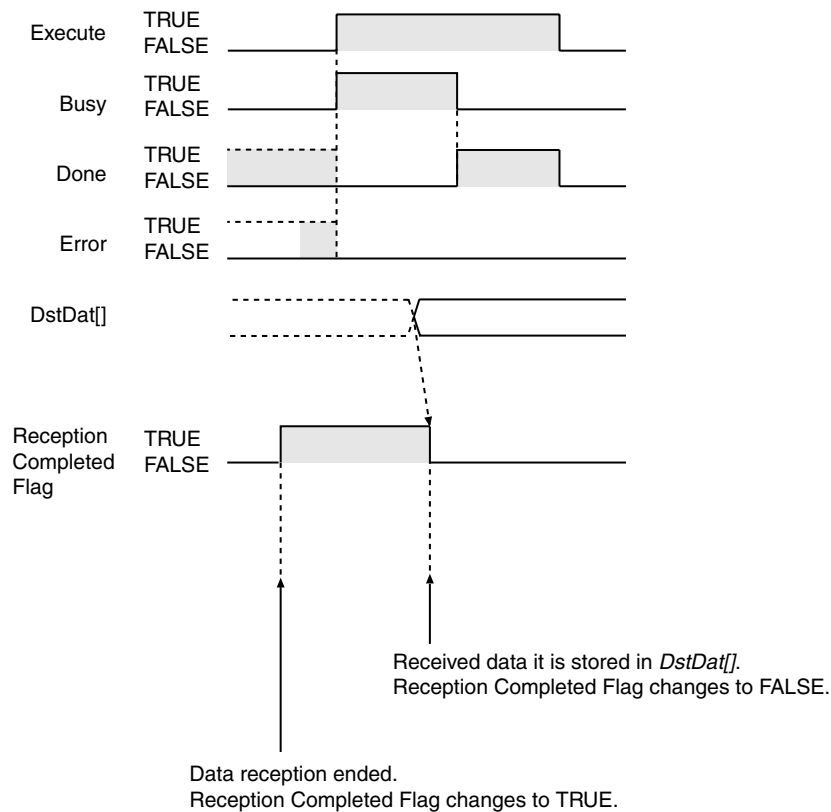 Execute
TRUE
FALSE
Busy
TRUE
FALSE
Done
TRUE
FALSE
Error
TRUE
FALSE
DstDat[]
Reception
Completed
Flag
TRUE
FALSE
Received data it is stored in DstDat[].
Reception Completed Flag changes to FALSE.
Data reception ended.
Reception Completed Flag changes to TRUE.